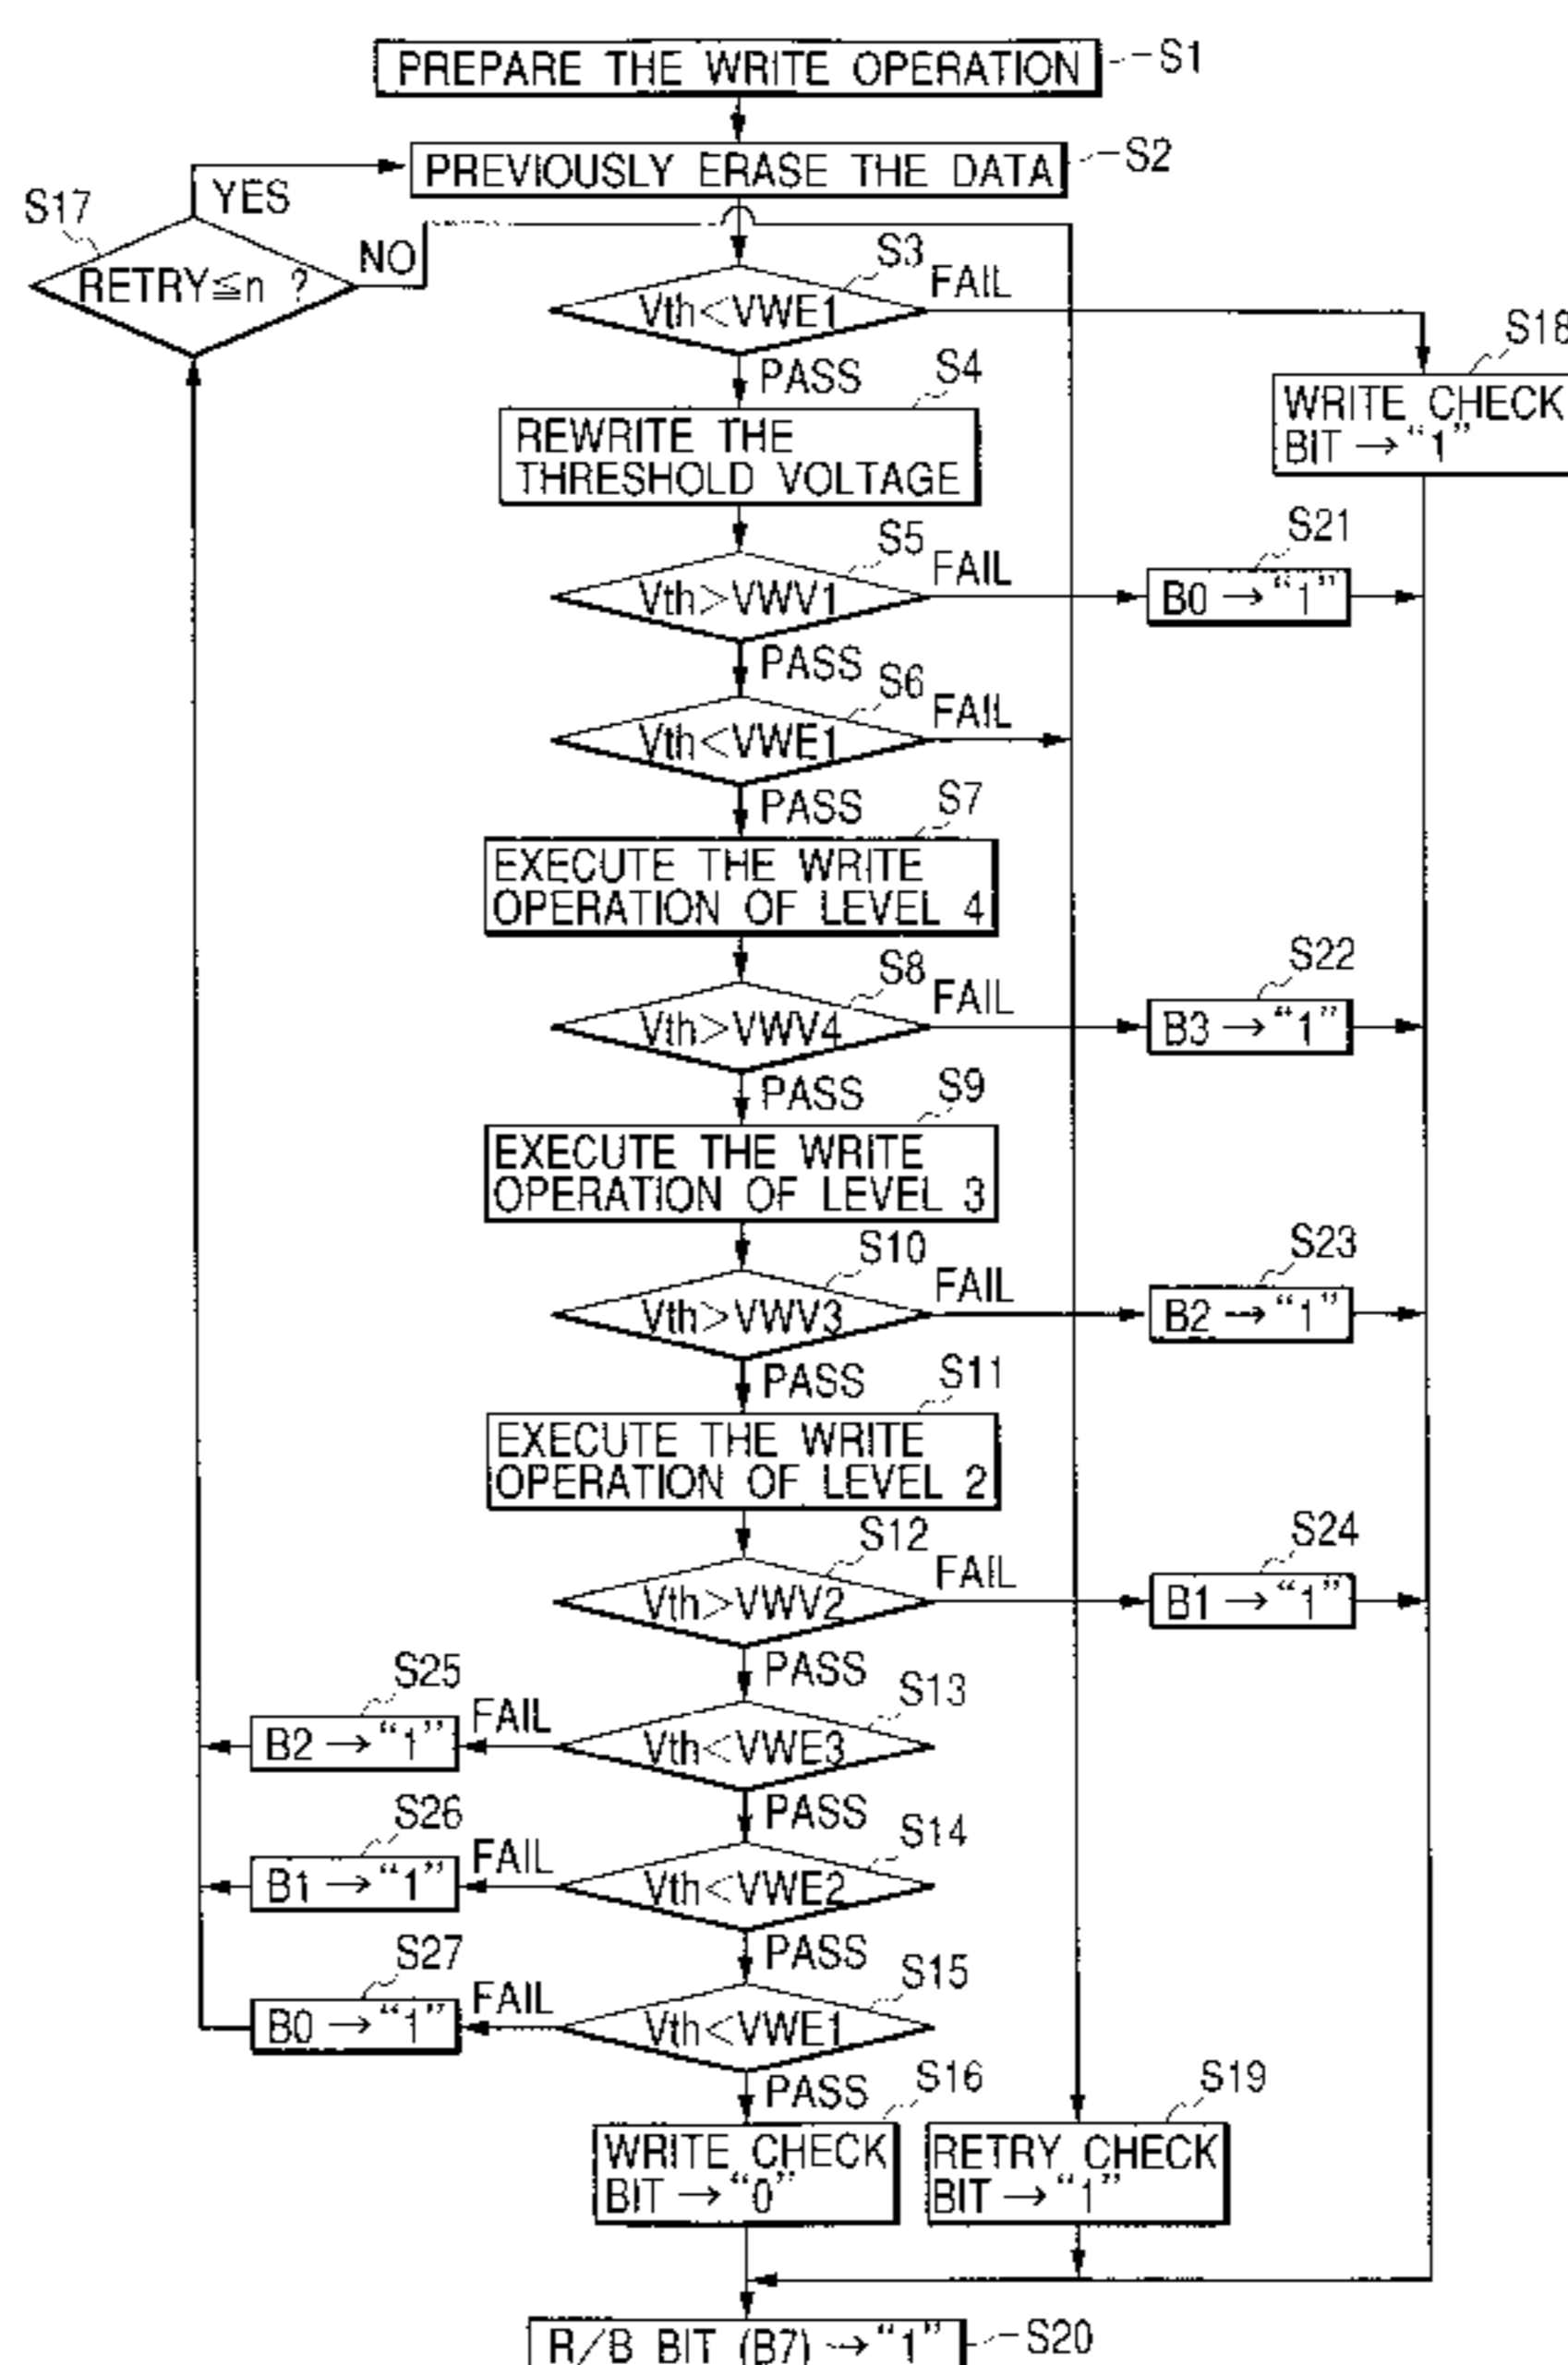 PREPARE THE WRITE OPERATION
S1
PREVIOUSLY ERASE THE DATA
S2
S17
YES
RETRY≦n ?
NO
S3
Vth<VWE1
FAIL
PASS
S18
WRITE CHECK
BIT → “1”
S4
REWRITE THE
THRESHOLD VOLTAGE
S5
Vth>VWV1
FAIL
S21
B0 → “1”
PASS
S6
Vth<VWE1
FAIL
PASS
S7
EXECUTE THE WRITE
OPERATION OF LEVEL 4
S8
Vth>VWV4
FAIL
S22
B3 → “1”
PASS
S9
EXECUTE THE WRITE
OPERATION OF LEVEL 3
S10
Vth>VWV3
FAIL
S23
B2 → “1”
PASS
S11
EXECUTE THE WRITE
OPERATION OF LEVEL 2
S12
Vth>VWV2
FAIL
S24
B1 → “1”
PASS
S13
Vth<VWE3
FAIL
S25
B2 → “1”
PASS
S14
Vth<VWE2
FAIL
S26
B1 → “1”
PASS
S15
Vth<VWE1
FAIL
S27
B0 → “1”
PASS
S16
WRITE CHECK
BIT → “0”
S19
RETRY CHECK
BIT → “1”
R/B BIT (B7) → “1”
S20